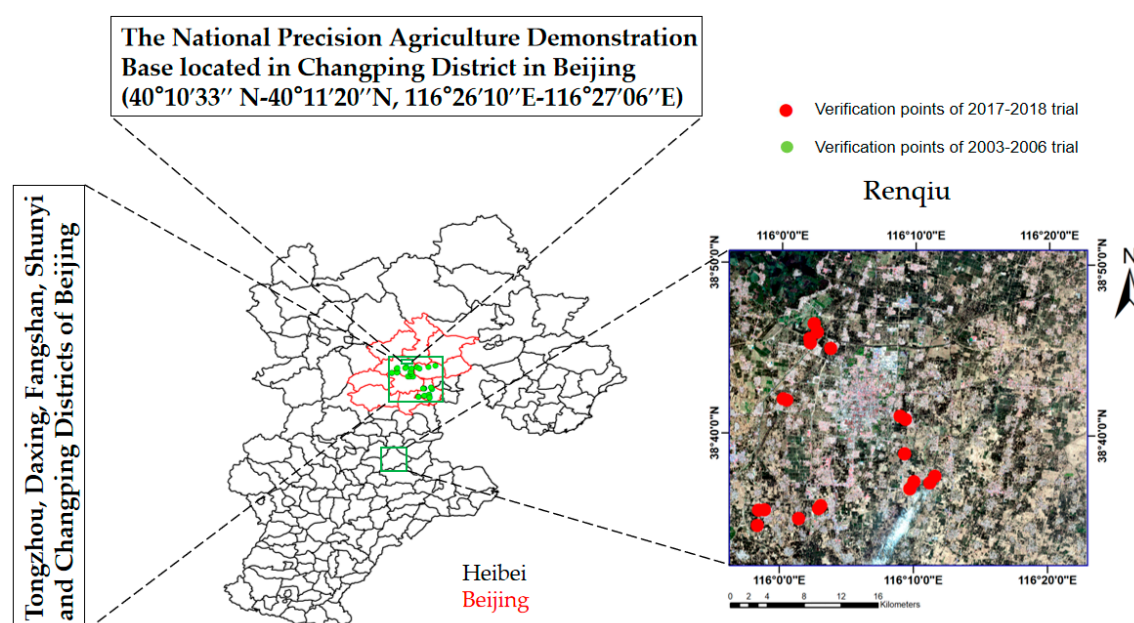 The National Precision Agriculture Demonstration
Base located in Changping District in Beijing
(40°10′33′′ N-40°11′20′′N, 116°26′10′′E-116°27′06′′E)
Verification points of 2017-2018 trial
Verification points of 2003-2006 trial
Tongzhou, Daxing, Fangshan, Shunyi
and Changping Districts of Beijing
Renqiu
116°0'0"E 116°10'0"E 116°20'0"E
38°50'0"N 38°50'0"N
N
38°40'0"N 38°40'0"N
116°0'0"E 116°10'0"E 116°20'0"E
0 2 4 8 12 16
Kilometers
Heibei
Beijing